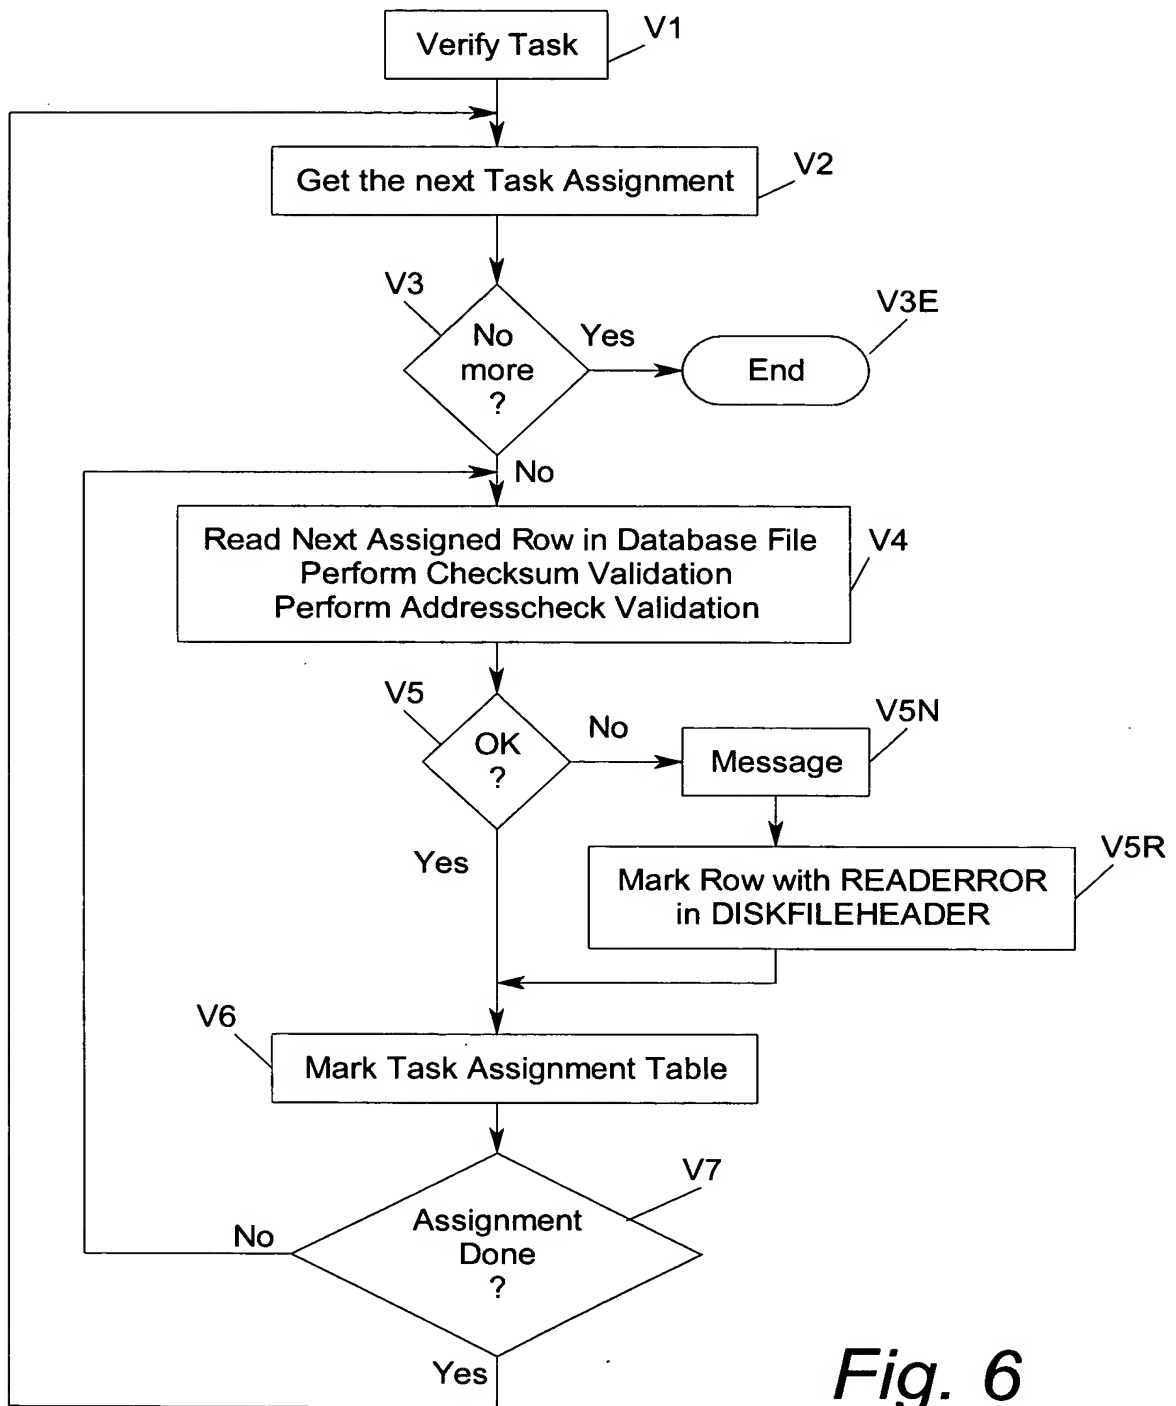 Verify Task
V1
Get the next Task Assignment
V2
V3
No
more
?
Yes
End
V3E
No
Read Next Assigned Row in Database File
Perform Checksum Validation
Perform Addresscheck Validation
V4
V5
OK
?
No
Message
V5N
Yes
Mark Row with READERROR
in DISKFILEHEADER
V5R
V6
Mark Task Assignment Table
V7
Assignment
Done
?
No
Yes
Fig. 6